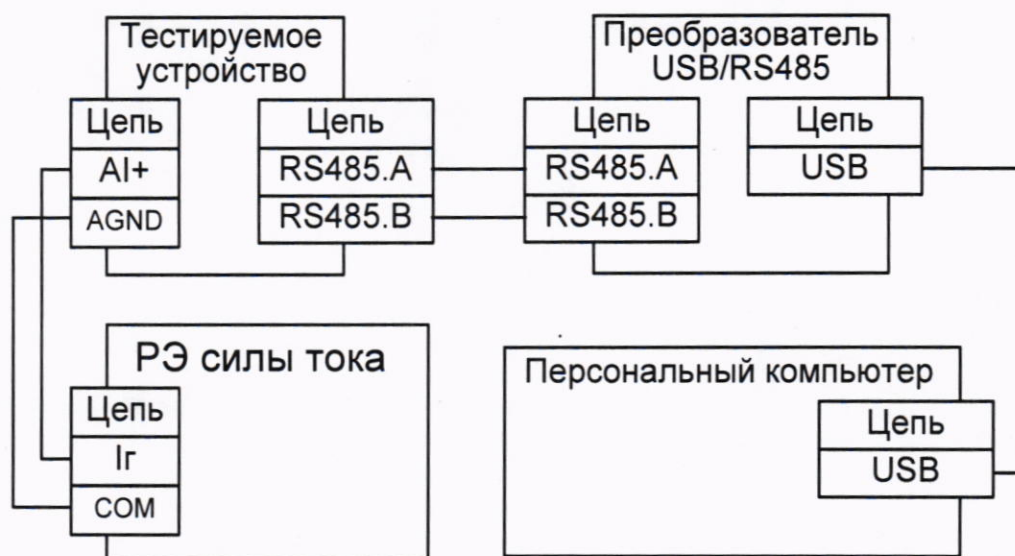 Тестируемое
устройство
Цепь
AI+
AGND
Цепь
RS485.A
RS485.B
Преобразователь
USB/RS485
Цепь
RS485.A
RS485.B
Цепь
USB
РЭ силы тока
Цепь
Iг
COM
Персональный компьютер
Цепь
USB